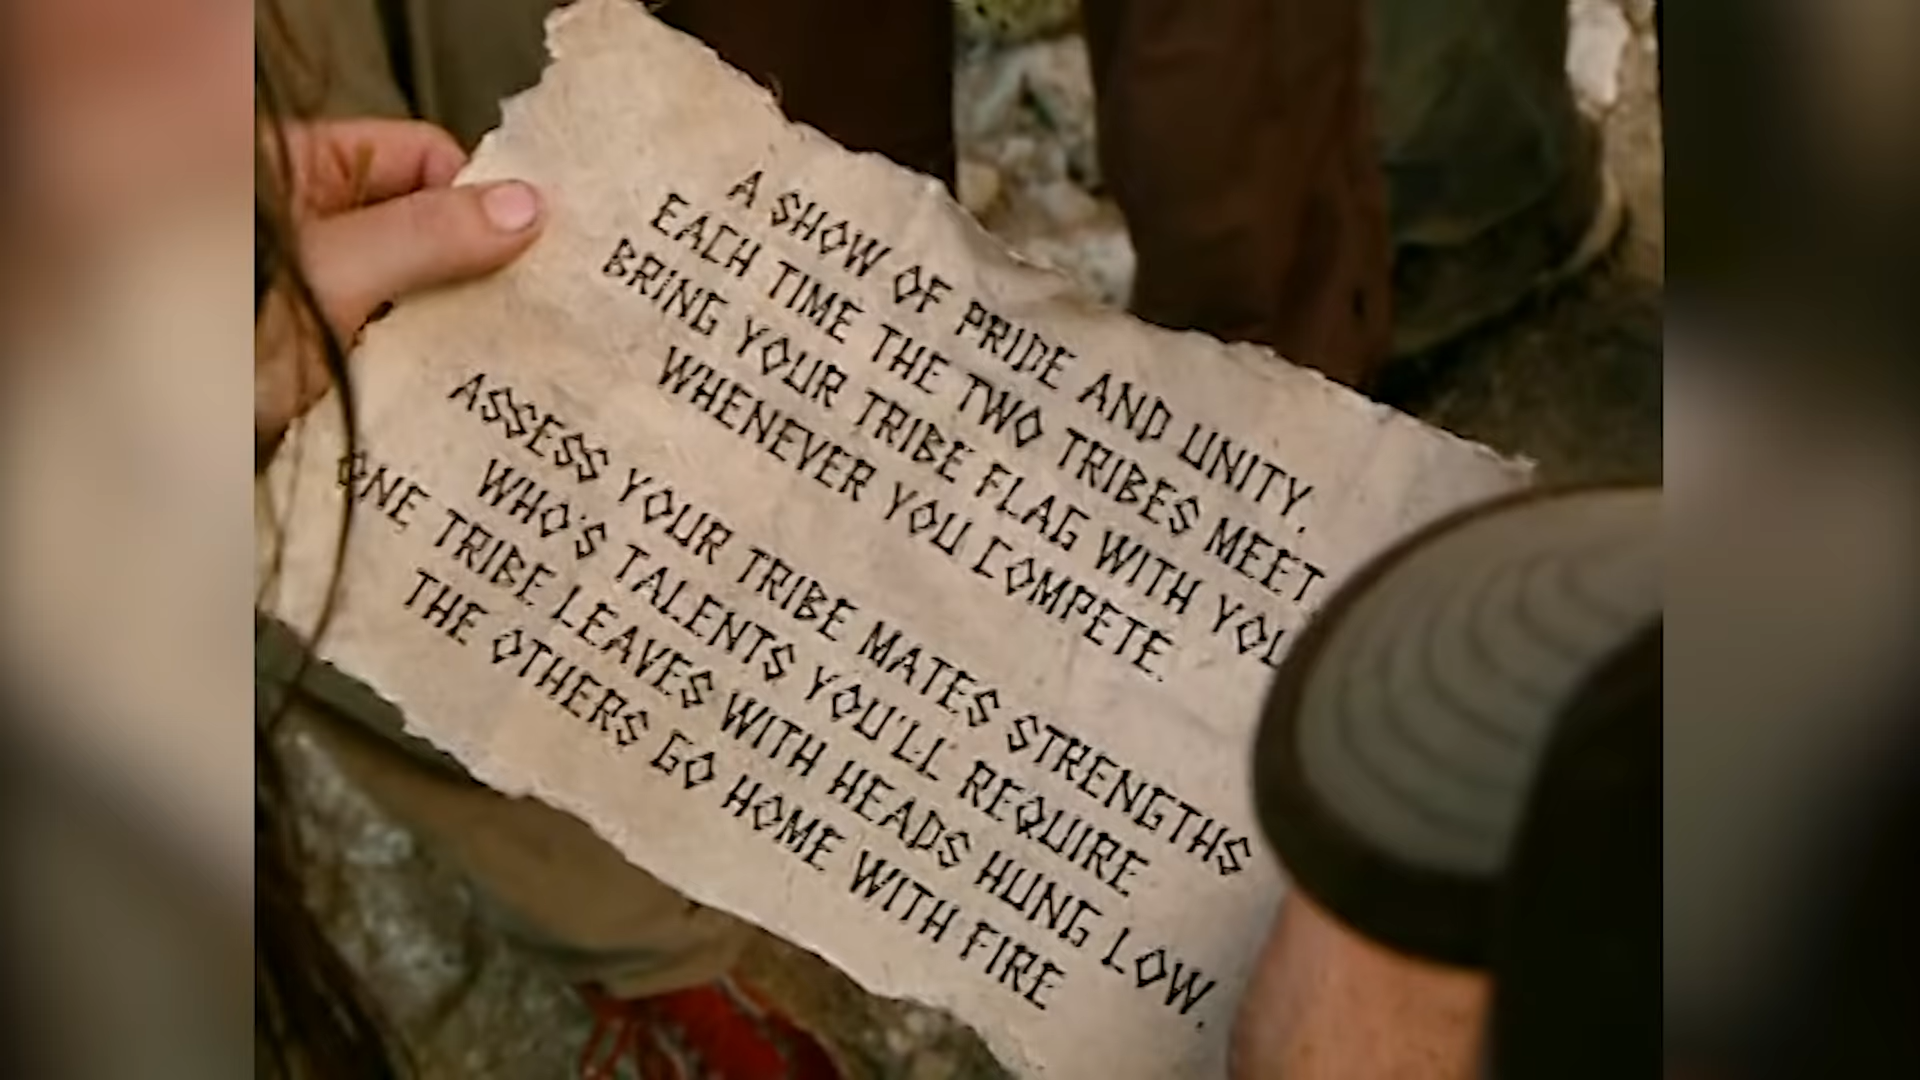 A SHOW OF PRIDE AND UNITY.
EACH TIME THE TWO TRIBES MEET
BRING YOUR TRIBE FLAG WITH YOU
WHENEVER YOU COMPETE.
ASSESS YOUR TRIBE MATES STRENGTHS
WHO'S TALENTS YOU'LL REQUIRE
ONE TRIBE LEAVES WITH HEADS HUNG LOW.
THE OTHERS GO HOME WITH FIRE